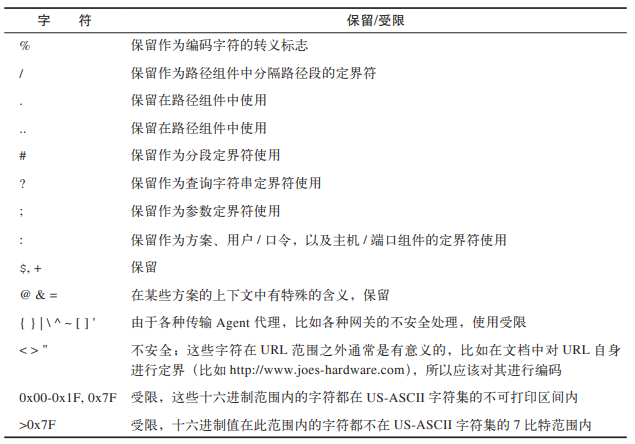 字 符 保留/受限
% 保留作为编码字符的转义标志
/ 保留作为路径组件中分隔路径段的定界符
. 保留在路径组件中使用
.. 保留在路径组件中使用
# 保留作为分段定界符使用
? 保留作为查询字符串定界符使用
; 保留作为参数定界符使用
: 保留作为方案、用户 / 口令，以及主机 / 端口组件的定界符使用
$, + 保留
@ & = 在某些方案的上下文中有特殊的含义，保留
{ } | \ ^ ~ [ ] ' 由于各种传输 Agent 代理，比如各种网关的不安全处理，使用受限
< > " 不安全；这些字符在 URL 范围之外通常是有意义的，比如在文档中对 URL 自身
进行定界（比如 http://www.joes-hardware.com），所以应该对其进行编码
0x00-0x1F, 0x7F 受限，这些十六进制范围内的字符都在 US-ASCII 字符集的不可打印区间内
>0x7F 受限，十六进制值在此范围内的字符都不在 US-ASCII 字符集的 7 比特范围内